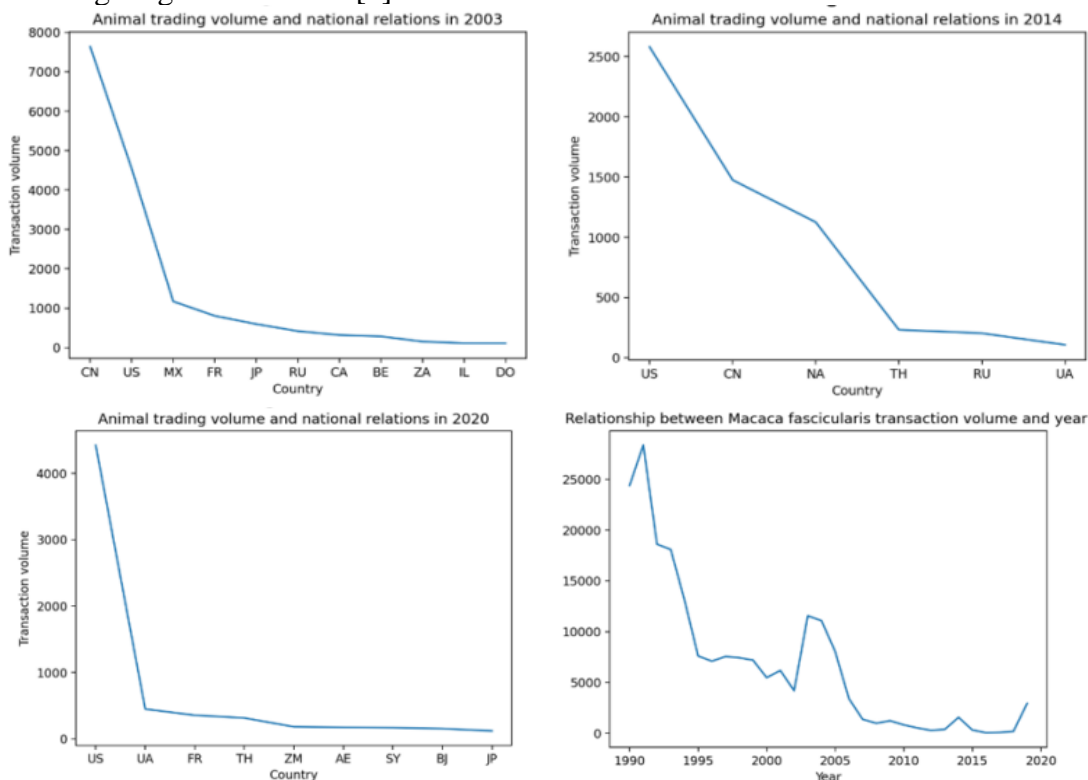 Animal trading volume and national relations in 2003
8000
7000
6000
5000
4000
3000
2000
1000
0
Transaction volume
CN US MX FR JP RU CA BE ZA IL DO
Country
Animal trading volume and national relations in 2014
2500
2000
1500
1000
500
0
Transaction volume
US CN NA TH RU UA
Country
Animal trading volume and national relations in 2020
4000
3000
2000
1000
0
Transaction volume
US UA FR TH ZM AE SY BJ JP
Country
Relationship between Macaca fascicularis transaction volume and year
25000
20000
15000
10000
5000
0
1990 1995 2000 2005 2010 2015 2020
Year